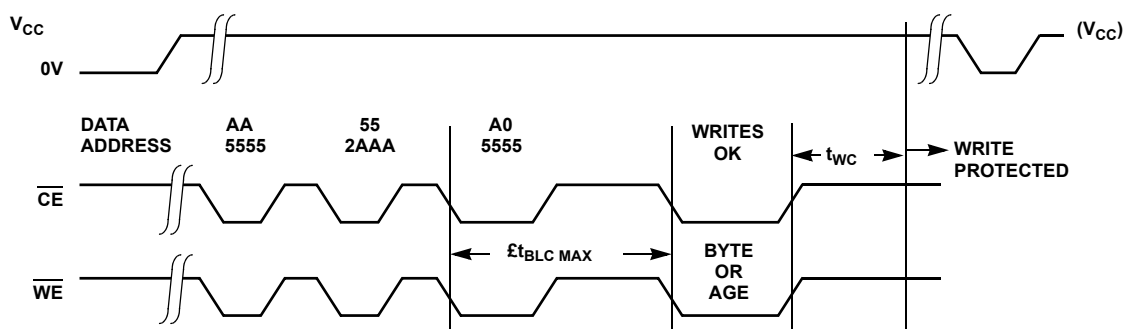 VCC
(VCC)
0V
DATA AA 55 A0 WRITES
ADDRESS 5555 2AAA 5555 OK
tWC
WRITE
PROTECTED
CE
£tBLC MAX
BYTE
OR
AGE
WE